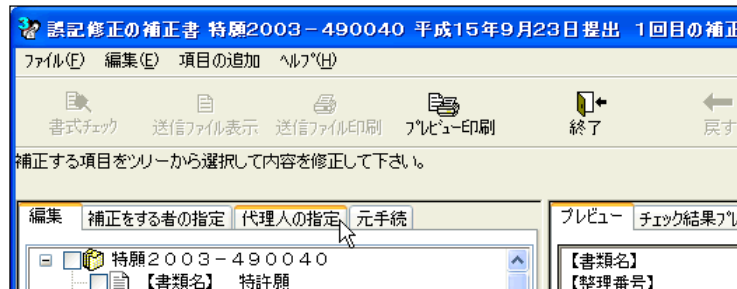 誤記修正の補正書 特願2003－490040 平成15年9月23日提出 1回目の補正
ファイル(F) 編集(E) 項目の追加 ヘルプ(H)
書式チェック 送信ファイル表示 送信ファイル印刷 プレビュー印刷 終了 戻す
補正する項目をツリーから選択して内容を修正して下さい。
編集 補正をする者の指定 代理人の指定 元手続 プレビュー チェック結果プレ
特願2003－490040 【書類名】
【書類名】 特許願 【整理番号】